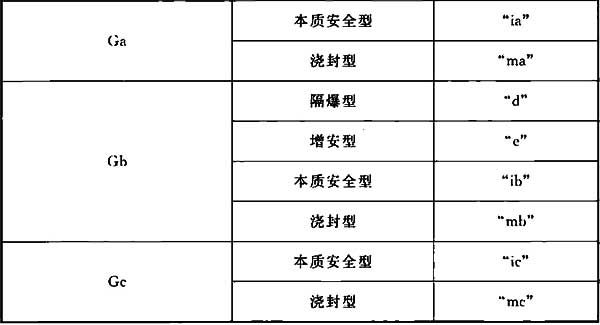 Ga
本质安全型 “ia”
浇封型 “ma”
Gb
隔爆型 “d”
增安型 “e”
本质安全型 “ib”
浇封型 “mb”
Gc
本质安全型 “ic”
浇封型 “mc”